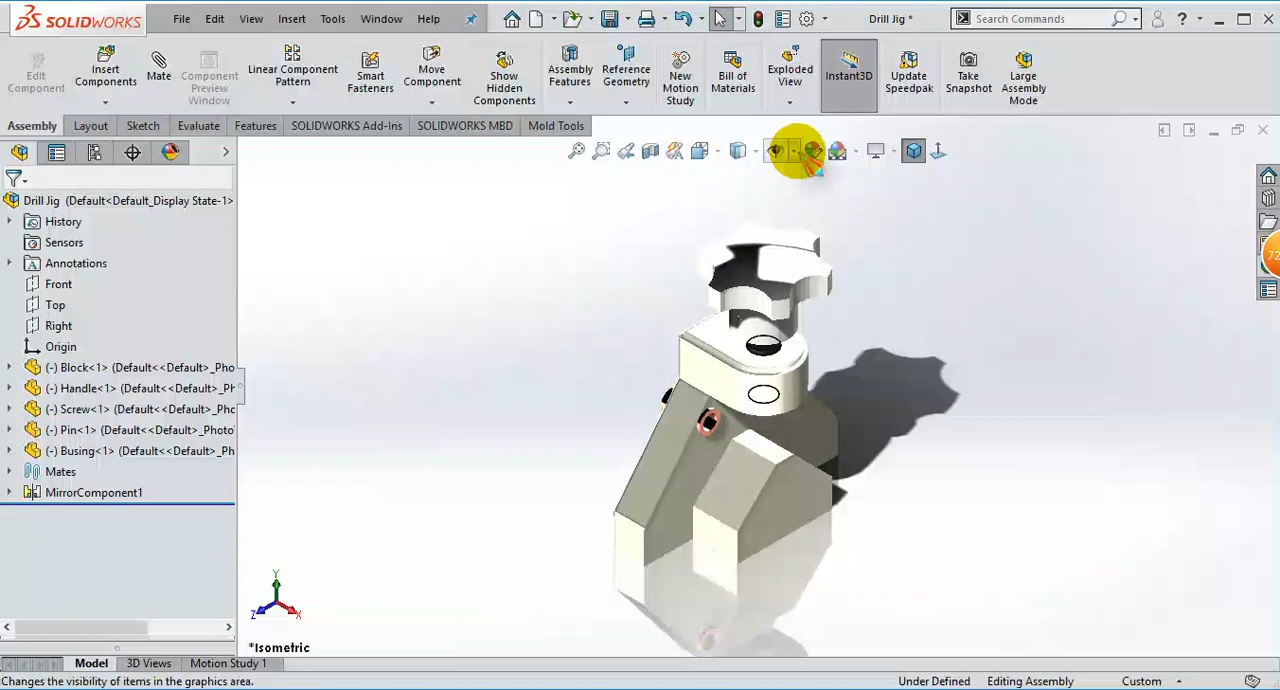 SOLIDWORKS
File Edit View Insert Tools Window Help
Drill Jig *
Search Commands
?
Edit Component
Insert Components
Mate
Component Preview Window
Linear Component Pattern
Smart Fasteners
Move Component
Show Hidden Components
Assembly Features
Reference Geometry
New Motion Study
Bill of Materials
Exploded View
Instant3D
Update Speedpak
Take Snapshot
Large Assembly Mode
Assembly Layout Sketch Evaluate Features SOLIDWORKS Add-Ins SOLIDWORKS MBD Mold Tools
Drill Jig (Default<Default_Display State-1>
History
Sensors
Annotations
Front
Top
Right
Origin
(-) Block<1> (Default<<Default>_Pho
(-) Handle<1> (Default<<Default>_Pł
(-) Screw<1> (Default<<Default>_Phc
(-) Pin<1> (Default<<Default>_Photo
(-) Busing<1> (Default<<Default>_Ph
Mates
MirrorComponent1
72
Y
Z X
*Isometric
Model 3D Views Motion Study 1
Changes the visibility of items in the graphics area.
Under Defined Editing Assembly Custom